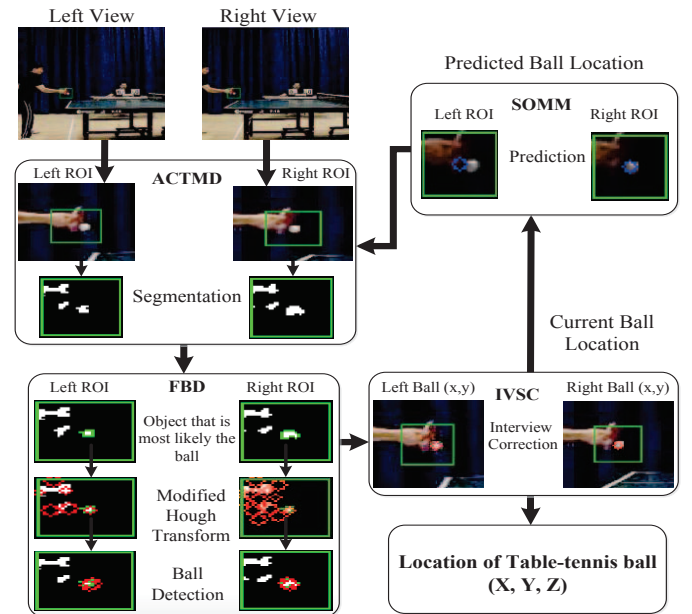 Left View
Right View
Predicted Ball Location
SOMM
Left ROI
Right ROI
Prediction
ACTMD
Left ROI
Right ROI
Segmentation
Current Ball
Location
FBD
Left ROI
Right ROI
Object that is
most likely the
ball
Modified
Hough
Transform
Ball
Detection
Left Ball (x,y)
Right Ball (x,y)
IVSC
Interview
Correction
Location of Table-tennis ball
(X, Y, Z)